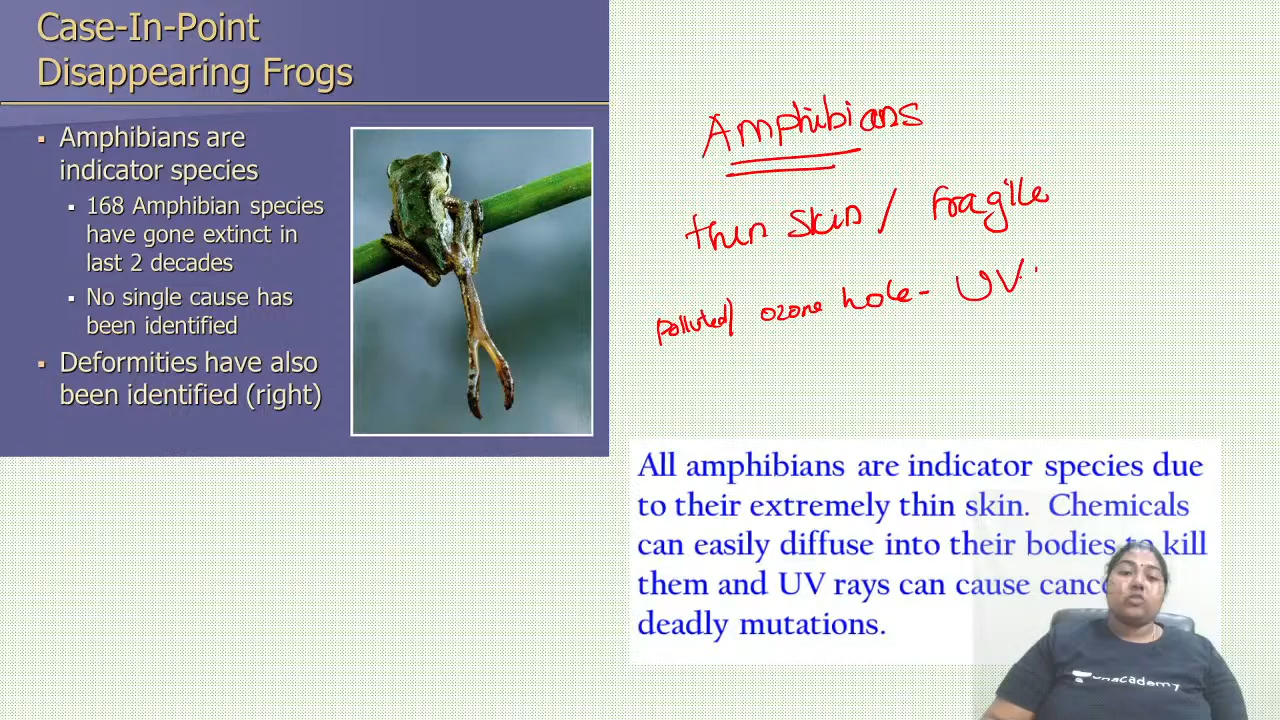 Case-In-Point
Disappearing Frogs
▪ Amphibians are
indicator species
▪ 168 Amphibian species
have gone extinct in
last 2 decades
▪ No single cause has
been identified
▪ Deformities have also
been identified (right)
Amphibians
thin skin / fragile
polluted/ ozone hole - UV.
All amphibians are indicator species due
to their extremely thin skin. Chemicals
can easily diffuse into their bodies to kill
them and UV rays can cause
deadly mutations.
unacademy